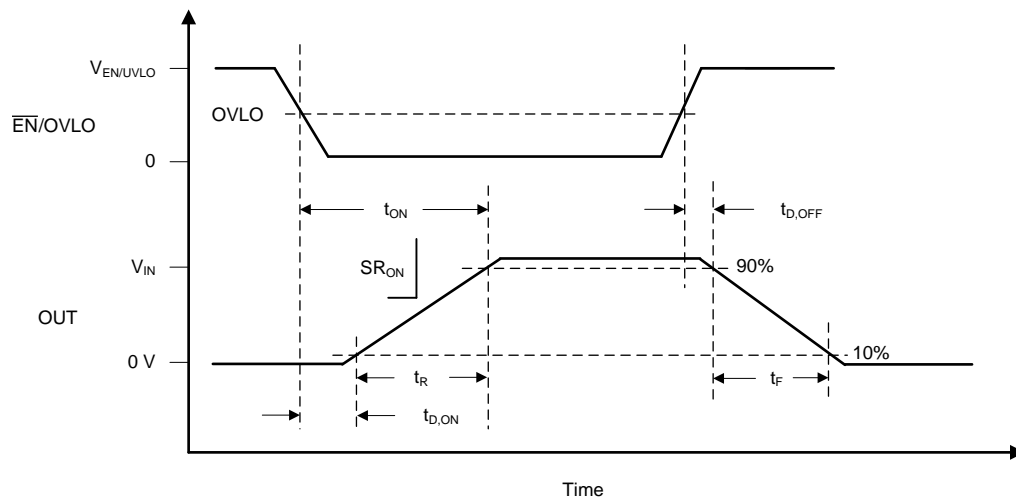 V_EN/UVLO
OVLO
E̅N̅/OVLO
0
t_ON
t_D,OFF
V_IN
SR_ON
90%
OUT
0 V
10%
t_R
t_F
t_D,ON
Time